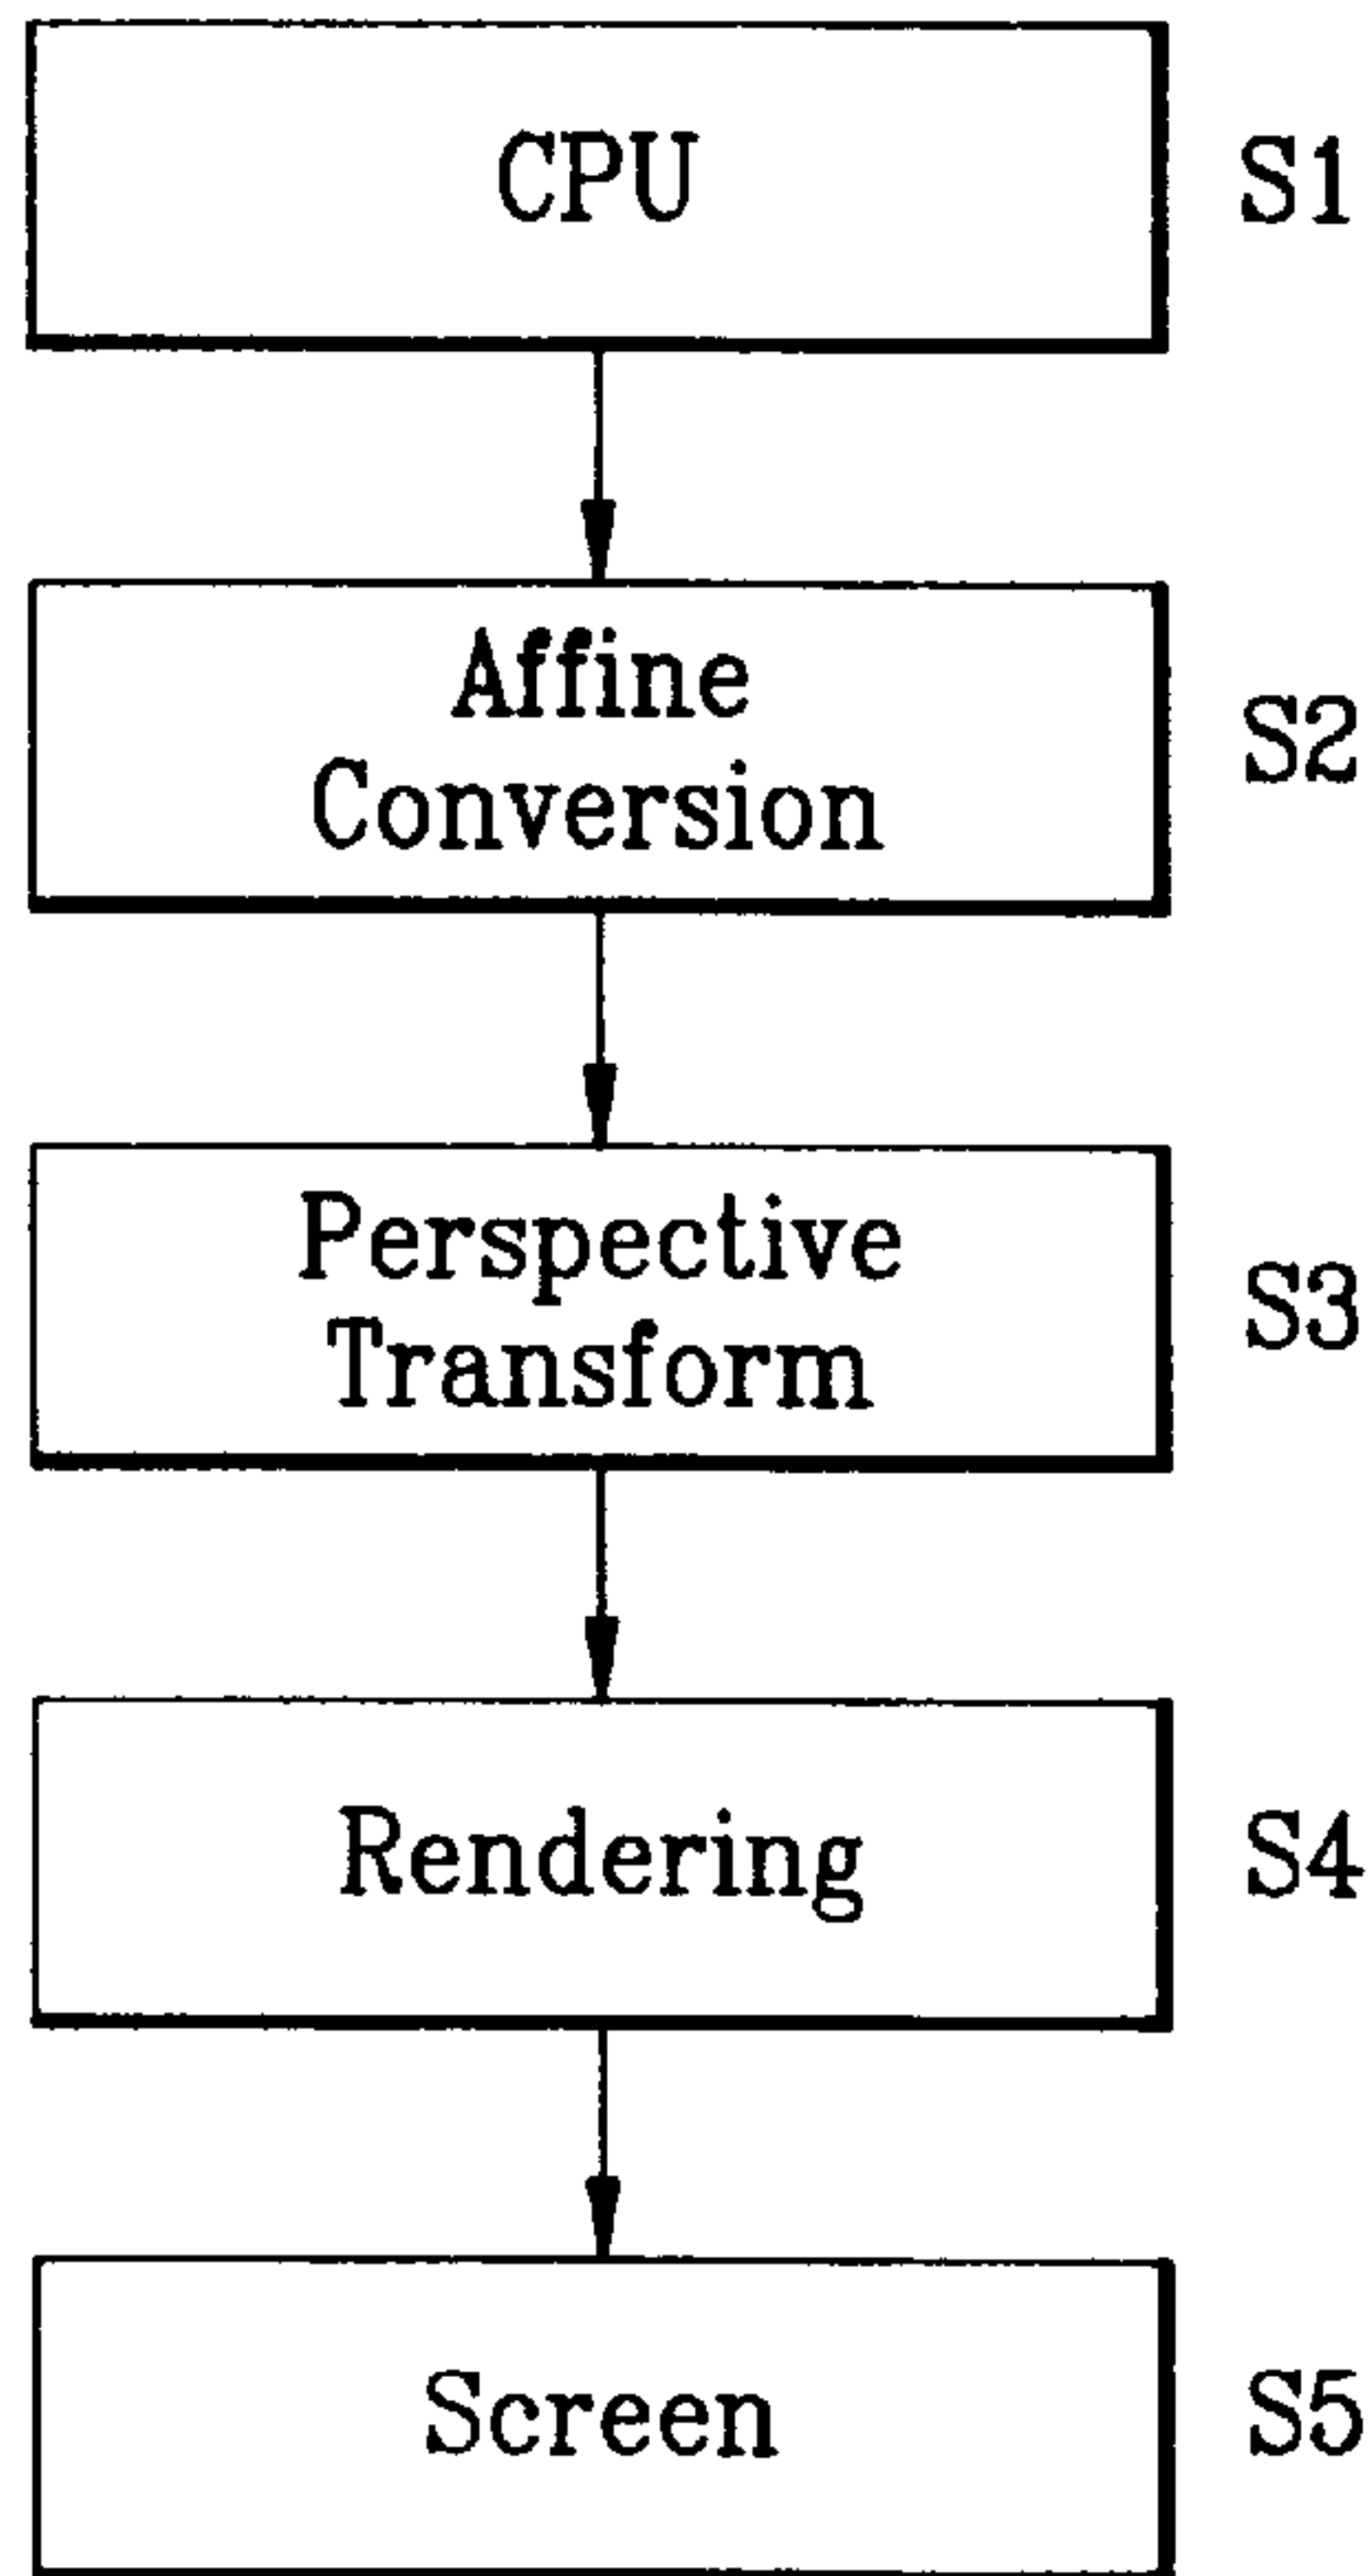 CPU
S1
Affine
Conversion
S2
Perspective
Transform
S3
Rendering
S4
Screen
S5